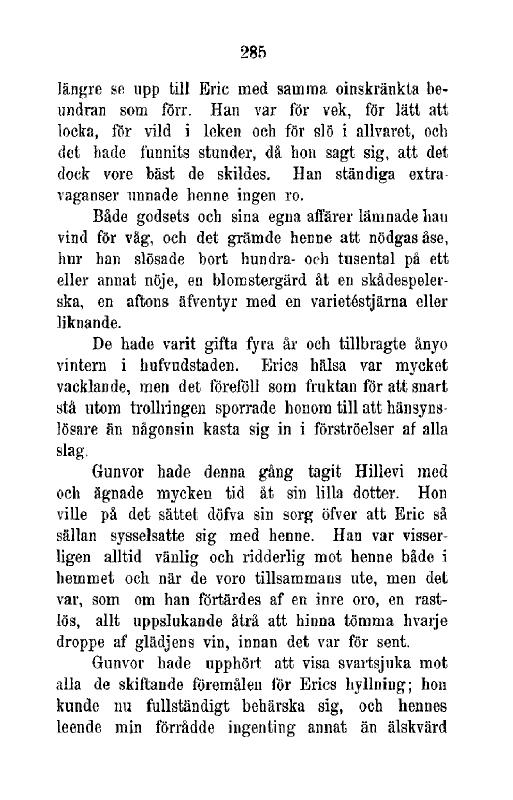 285
längre se upp till Eric med samma oinskränkta be-
undran som förr. Han var för vek, för lätt att
locka, för vild i leken och för slö i allvaret, och
det hade funnits stunder, då hon sagt sig, att det
dock vore bäst de skildes. Han ständiga extra-
vaganser unnade henne ingen ro.
Både godsets och sina egna affärer lämnade han
vind för våg, och det grämde henne att nödgas åse,
hur han slösade bort hundra- och tusental på ett
eller annat nöje, en blomstergärd åt en skådespeler-
ska, en aftons äfventyr med en varietéstjärna eller
liknande.
De hade varit gifta fyra år och tillbragte ånyo
vintern i hufvudstaden. Erics hälsa var mycket
vacklande, men det föreföll som fruktan för att snart
stå utom trollringen sporrade honom till att hänsyns-
lösare än någonsin kasta sig in i förströelser af alla
slag.
Gunvor hade denna gång tagit Hillevi med
och ägnade mycken tid åt sin lilla dotter. Hon
ville på det sättet döfva sin sorg öfver att Eric så
sällan sysselsatte sig med henne. Han var visser-
ligen alltid vänlig och ridderlig mot henne både i
hemmet och när de voro tillsammans ute, men det
var, som om han förtärdes af en inre oro, en rast-
lös, allt uppslukande åtrå att hinna tömma hvarje
droppe af glädjens vin, innan det var för sent.
Gunvor hade upphört att visa svartsjuka mot
alla de skiftande föremålen för Erics hyllning; hon
kunde nu fullständigt behärska sig, och hennes
leende min förrådde ingenting annat än älskvärd